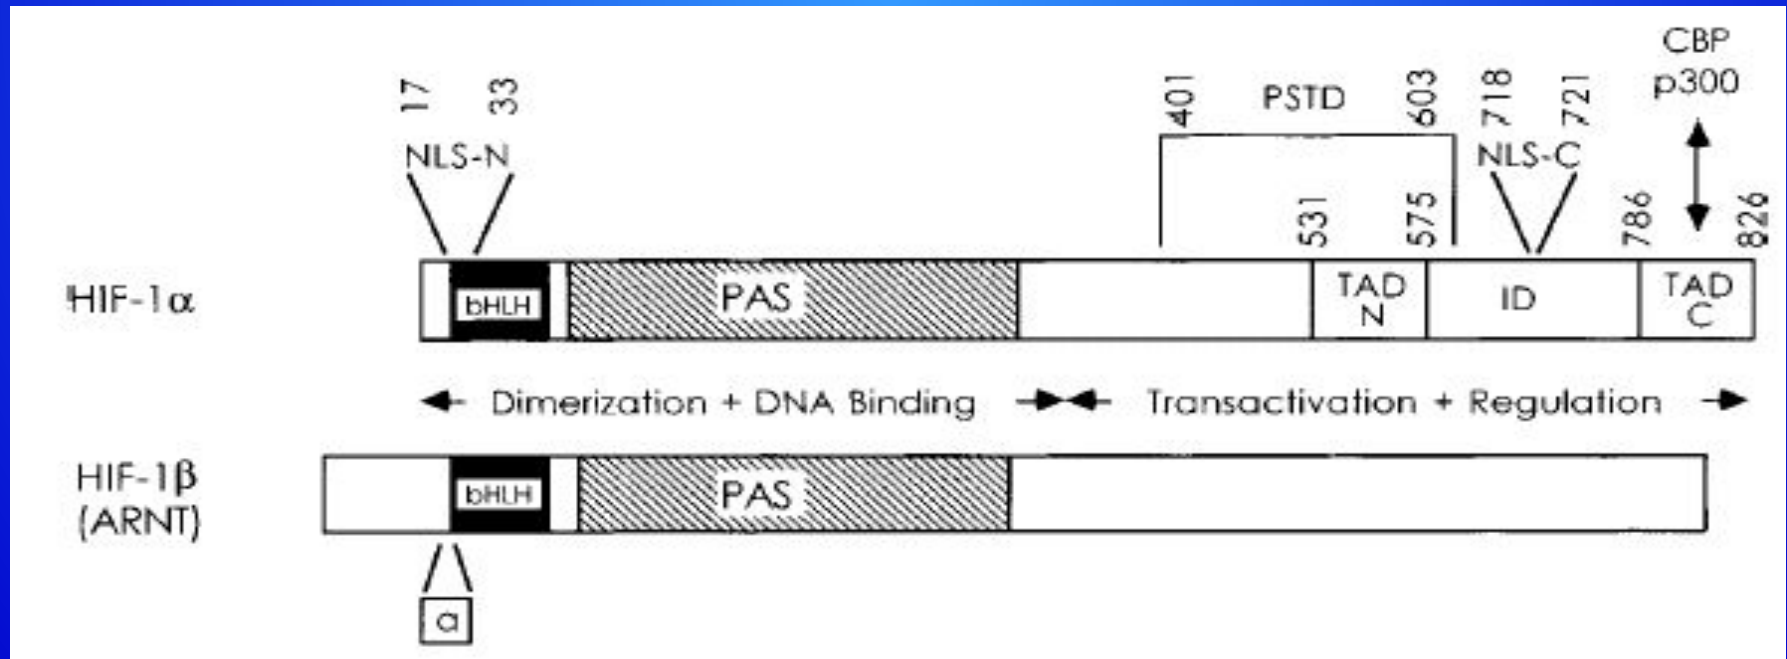 CBP
p300
17
33
401
PSTD
603
718
721
NLS-N
NLS-C
531
575
786
826
HIF-1α
bHLH
PAS
TAD
N
ID
TAD
C
Dimerization + DNA Binding
Transactivation + Regulation
HIF-1β
(ARNT)
bHLH
PAS
a